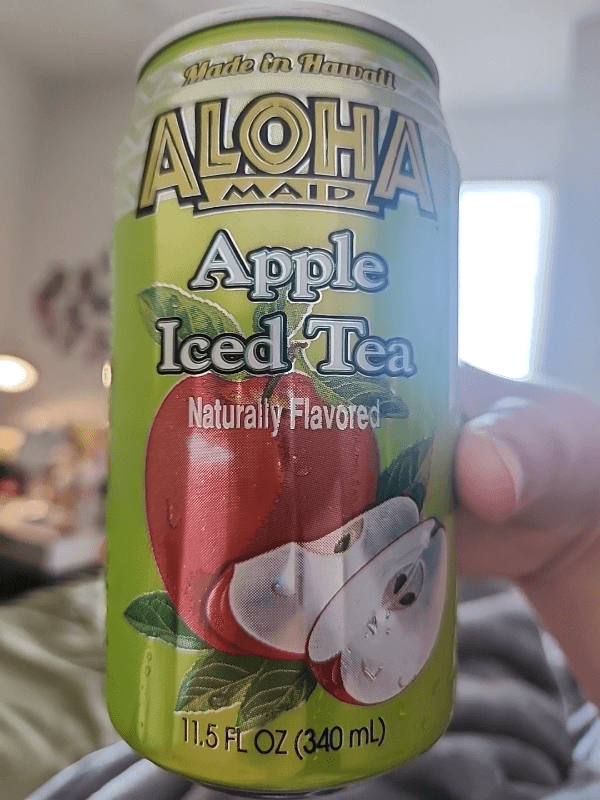 Made in Hawaii
ALOHA
MAID
Apple
Iced Tea
Naturally Flavored
11.5 FL OZ (340 mL)